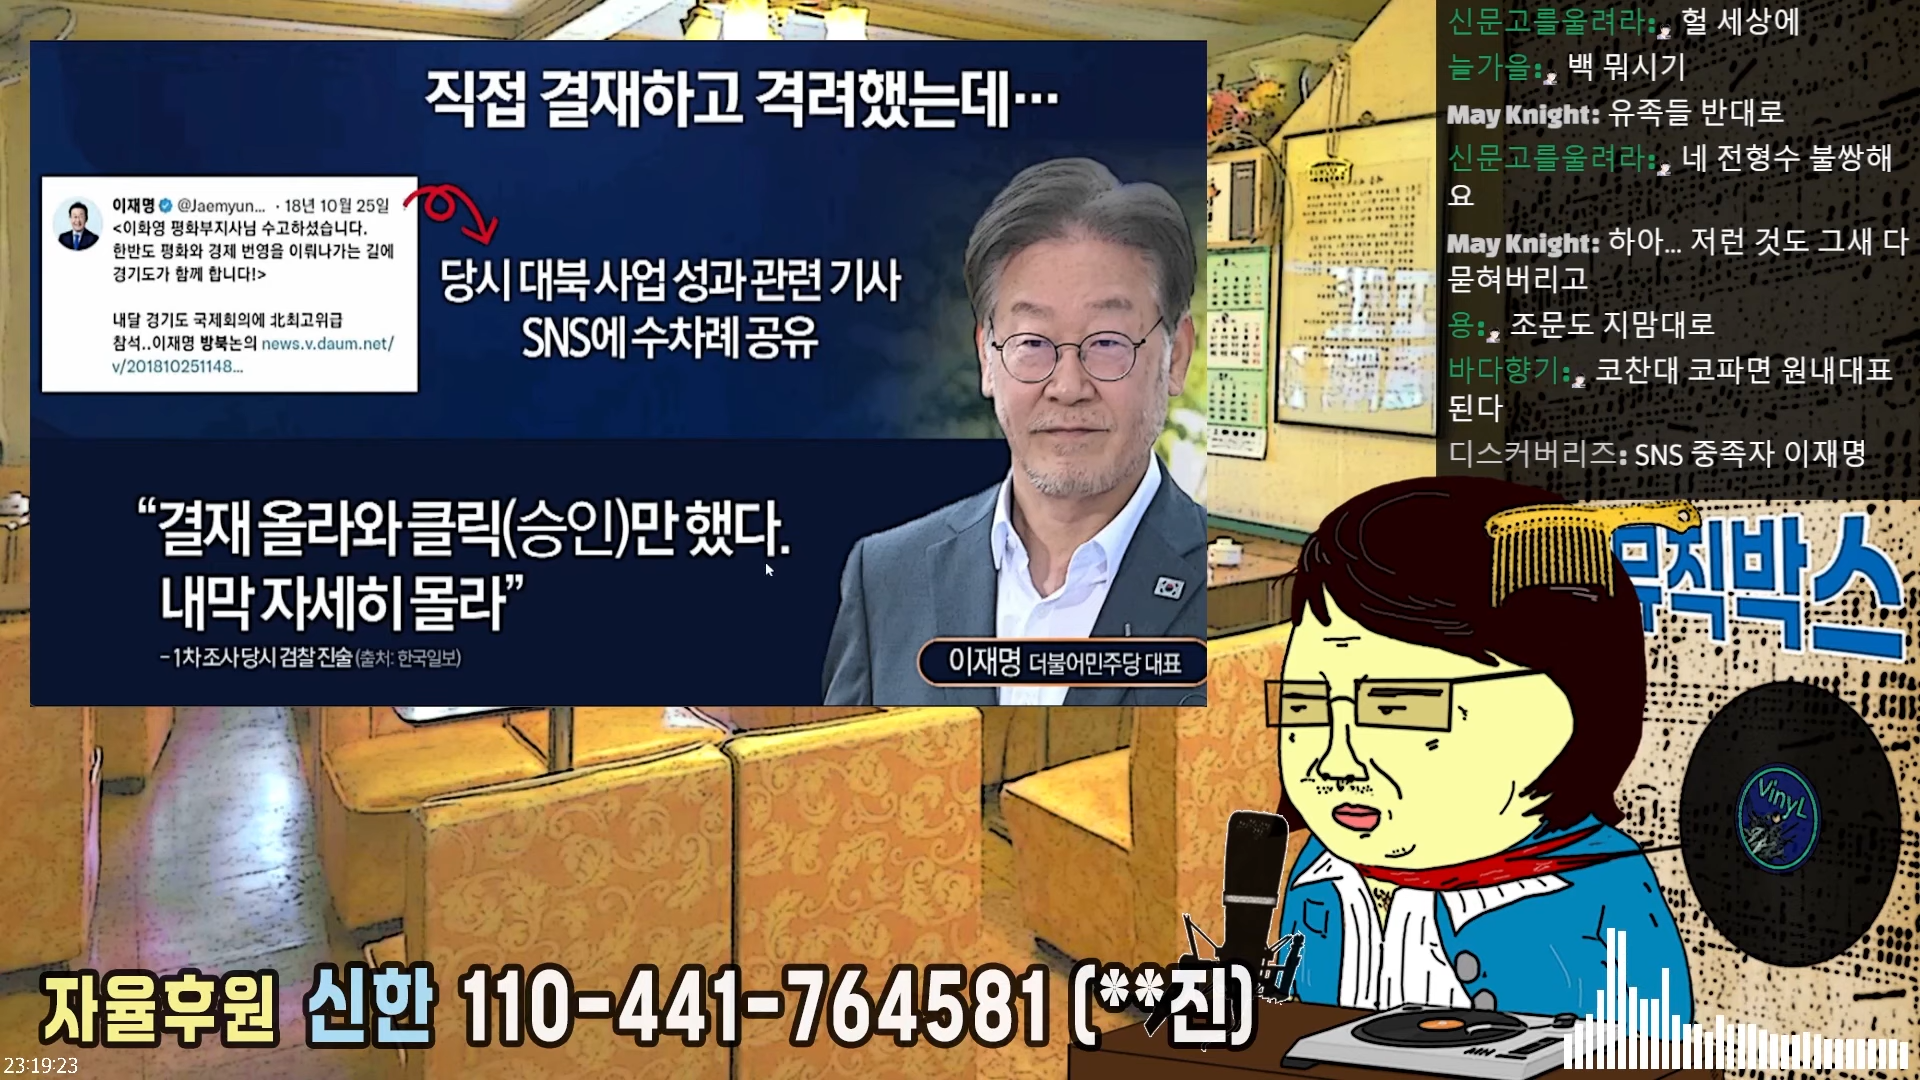 직접 결재하고 격려했는데…
이재명 @Jaemyun... · 18년 10월 25일
<이화영 평화부지사님 수고하셨습니다.
한반도 평화와 경제 번영을 이뤄나가는 길에
경기도가 함께 합니다!>
내달 경기도 국제회의에 北최고위급
참석..이재명 방북논의 news.v.daum.net/
v/201810251148...
당시 대북 사업 성과 관련 기사
SNS에 수차례 공유
“결재 올라와 클릭(승인)만 했다.
내막 자세히 몰라”
- 1차 조사 당시 검찰 진술 (출처: 한국일보)
이재명 더불어민주당 대표
신문고를울려라: 헐 세상에
늘가을: 백 뭐시기
May Knight: 유족들 반대로
신문고를울려라: 네 전형수 불쌍해
요
May Knight: 하아... 저런 것도 그새 다
묻혀버리고
용: 조문도 지맘대로
바다향기: 코찬대 코파면 원내대표
된다
디스커버리즈: SNS 중족자 이재명
뮤직박스
VinyL
자율후원 신한 110-441-764581 (**진)
23:19:23